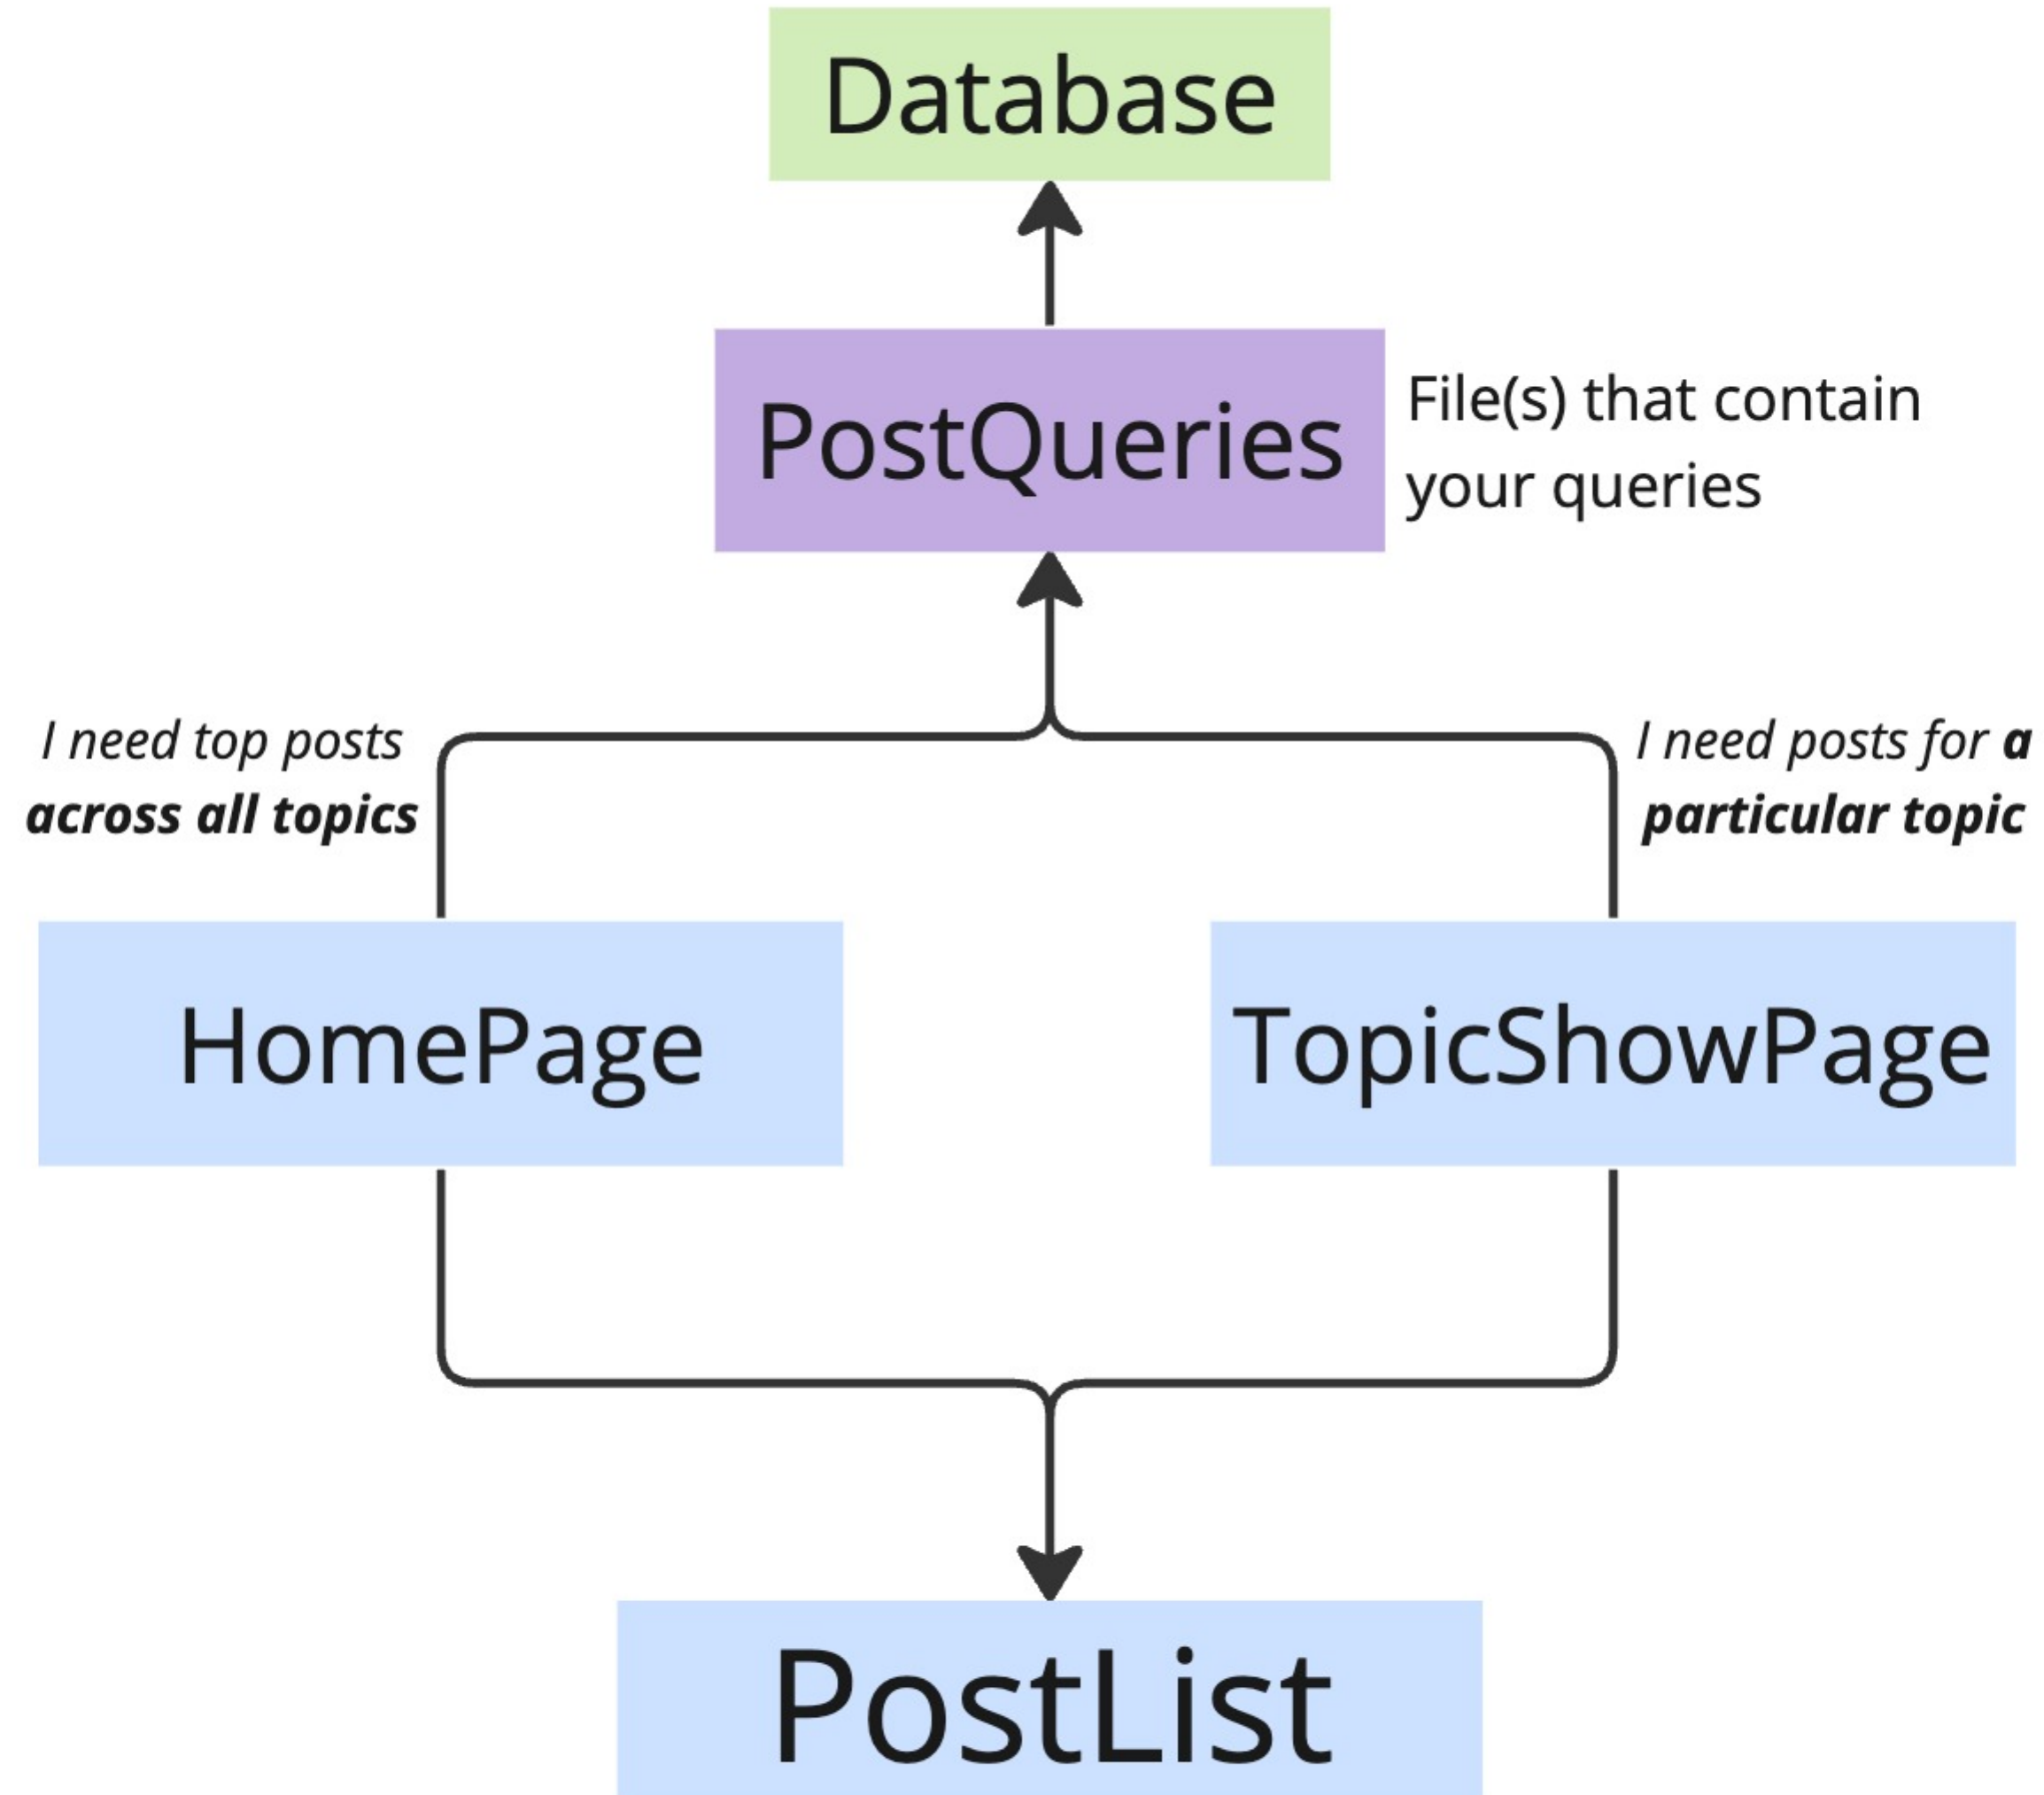 Database
PostQueries
File(s) that contain
your queries
I need top posts
across all topics
I need posts for a
particular topic
HomePage
TopicShowPage
PostList